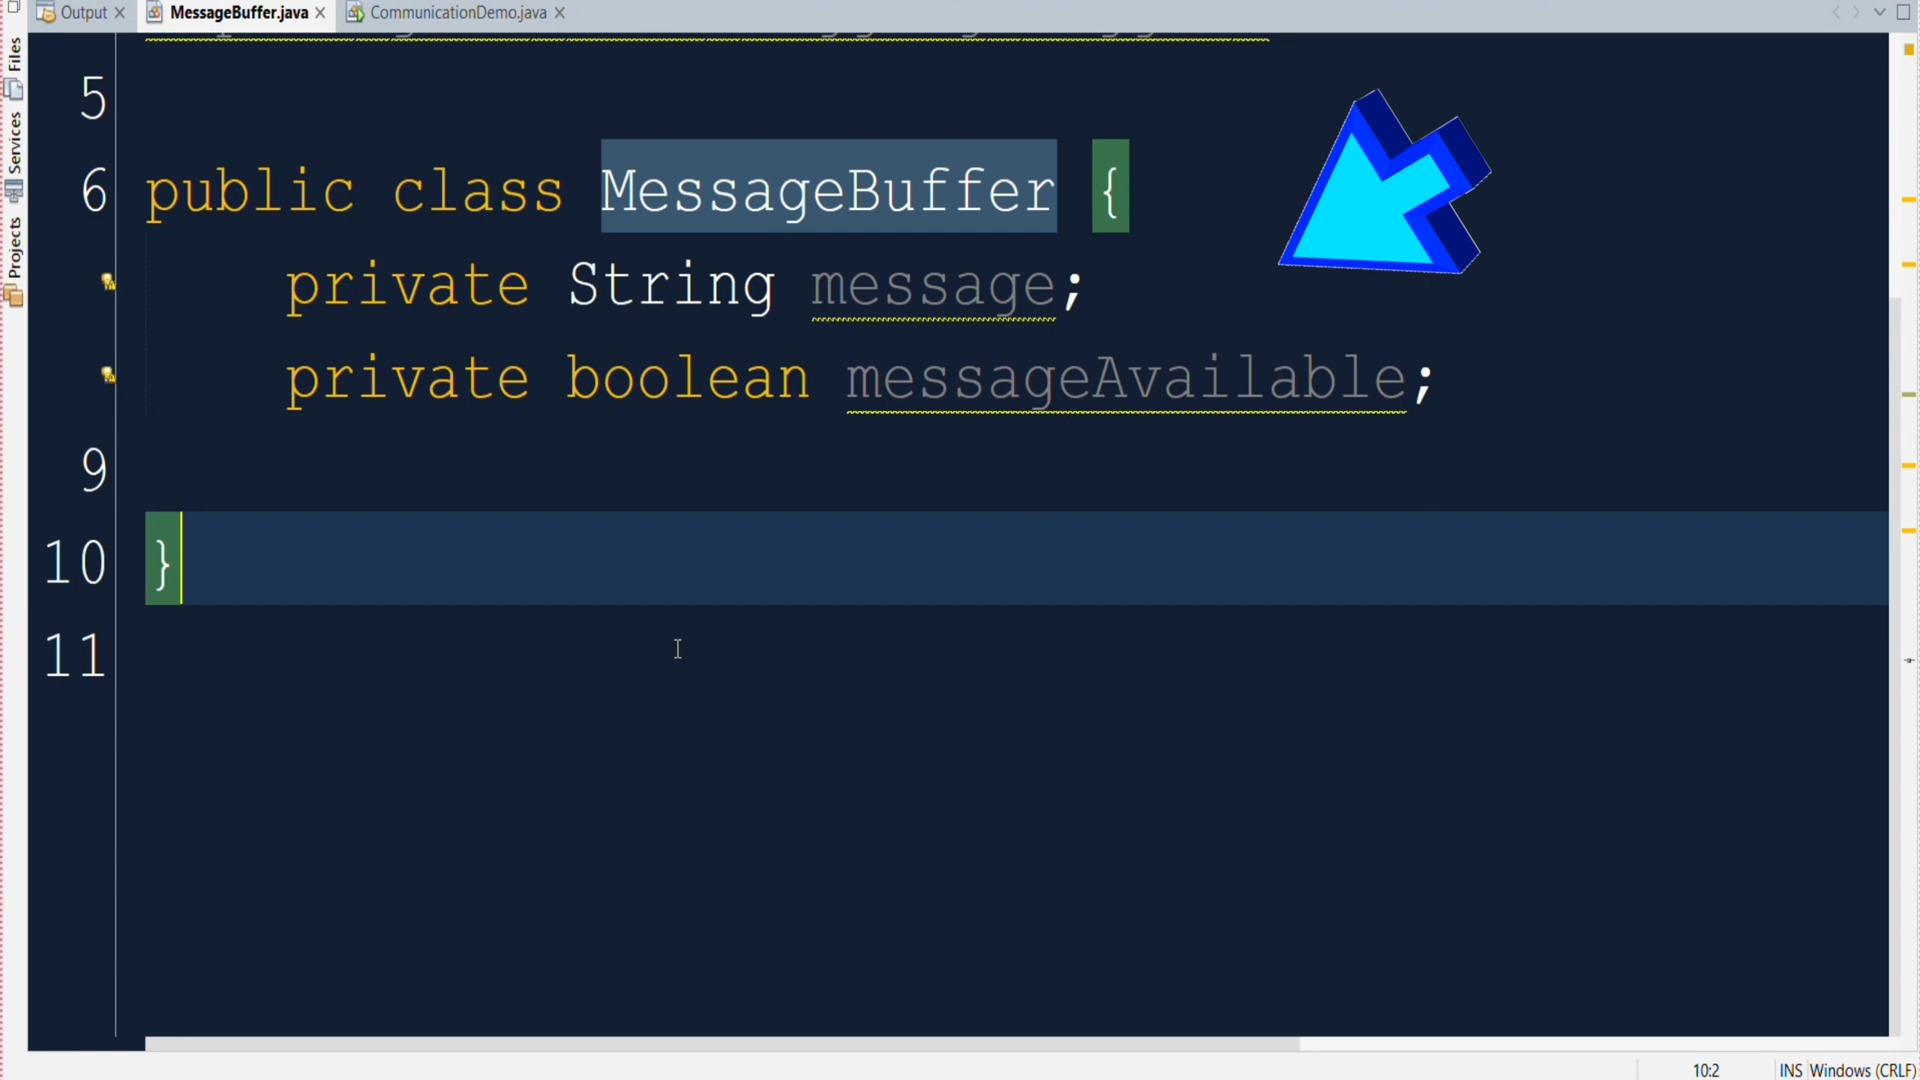 Output
MessageBuffer.java
CommunicationDemo.java
Files
Services
Projects
5
6 public class MessageBuffer {
private String message;
private boolean messageAvailable;
9
10 }
11
10:2 INS Windows (CRLF)